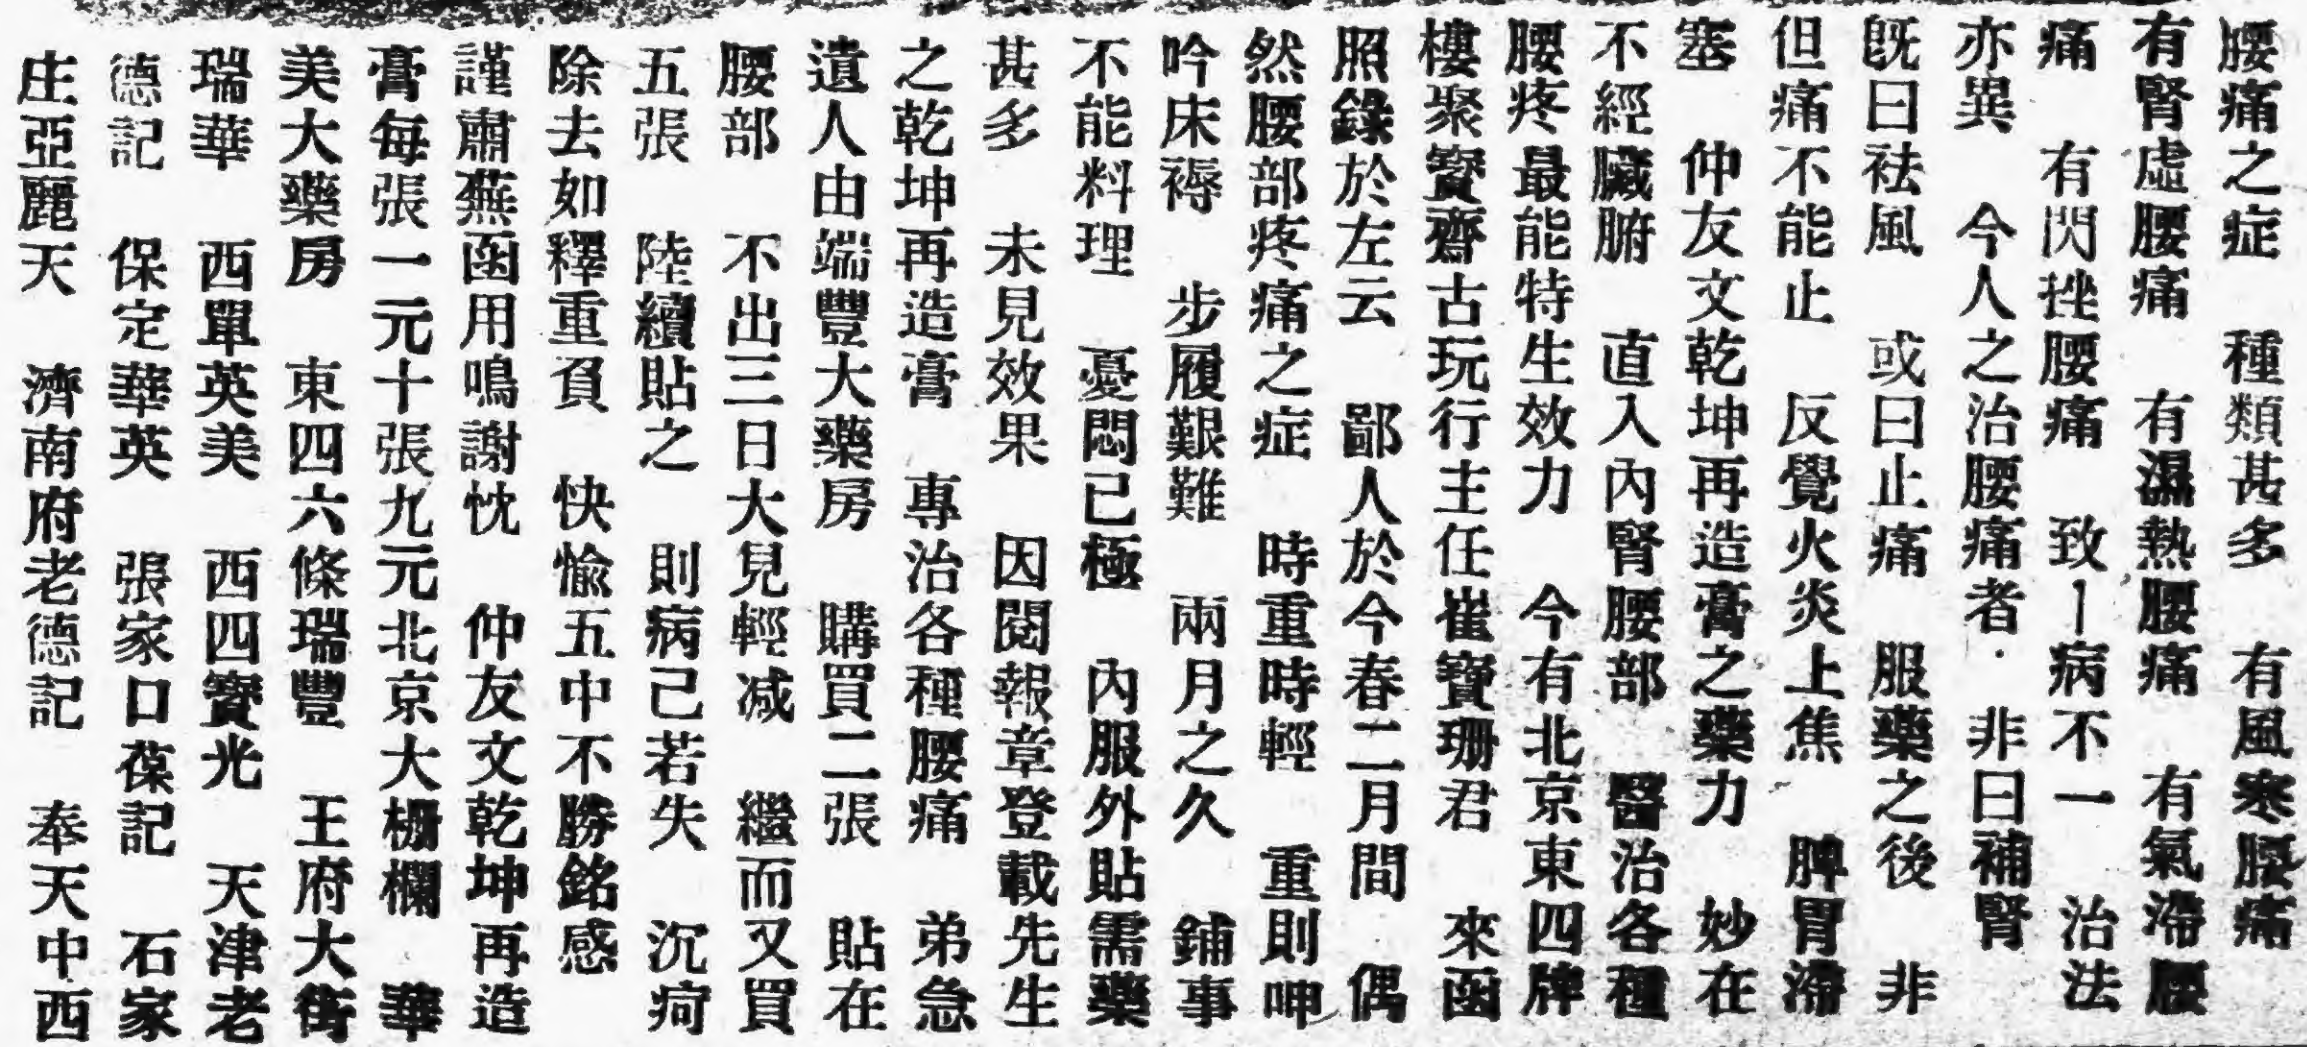 腰痛之症　種類甚多　有風寒腰痛
有腎虛腰痛　有濕熱腰痛　有氣滯腰
痛　有閃挫腰痛　致一病不一　治法
亦異　今人之治腰痛者·非曰補腎
既曰袪風　或曰止痛　服藥之後　非
但痛不能止　反覺火炎上焦　脾胃滯
塞　仲友文乾坤再造膏之藥力　妙在
不經臟腑　直入內腎腰部　醫治各種
腰疼最能特生效力　今有北京東四牌
樓聚寳齋古玩行主任崔寶珊君　來函
照錄於左云　鄙人於今春二月間　偶
然腰部疼痛之症　時重時輕　重則呻
吟床褥　步履艱難　兩月之久　鋪事
不能料理　憂悶已極　內服外貼需藥
甚多　未見效果　因閱報章登載先生
之乾坤再造膏　專治各種腰痛　弟急
遺人由端豐大藥房　購買二張　貼在
腰部　不出三日大見輕减　繼而又買
五張　陸續貼之　則病已若失　沉疴
除去如釋重負　快愉五中不勝銘感
謹肅蕪函用鳴謝忱　仲友文乾坤再造
膏每張一元十張九元北京大柵欄　華
美大藥房　東四六條瑞豐　王府大街
瑞華　西單英美　西四寳光　天津老
德記　保定華英　張家口葆記　石家
庄亞麗天　濟南府老德記　奉天中西